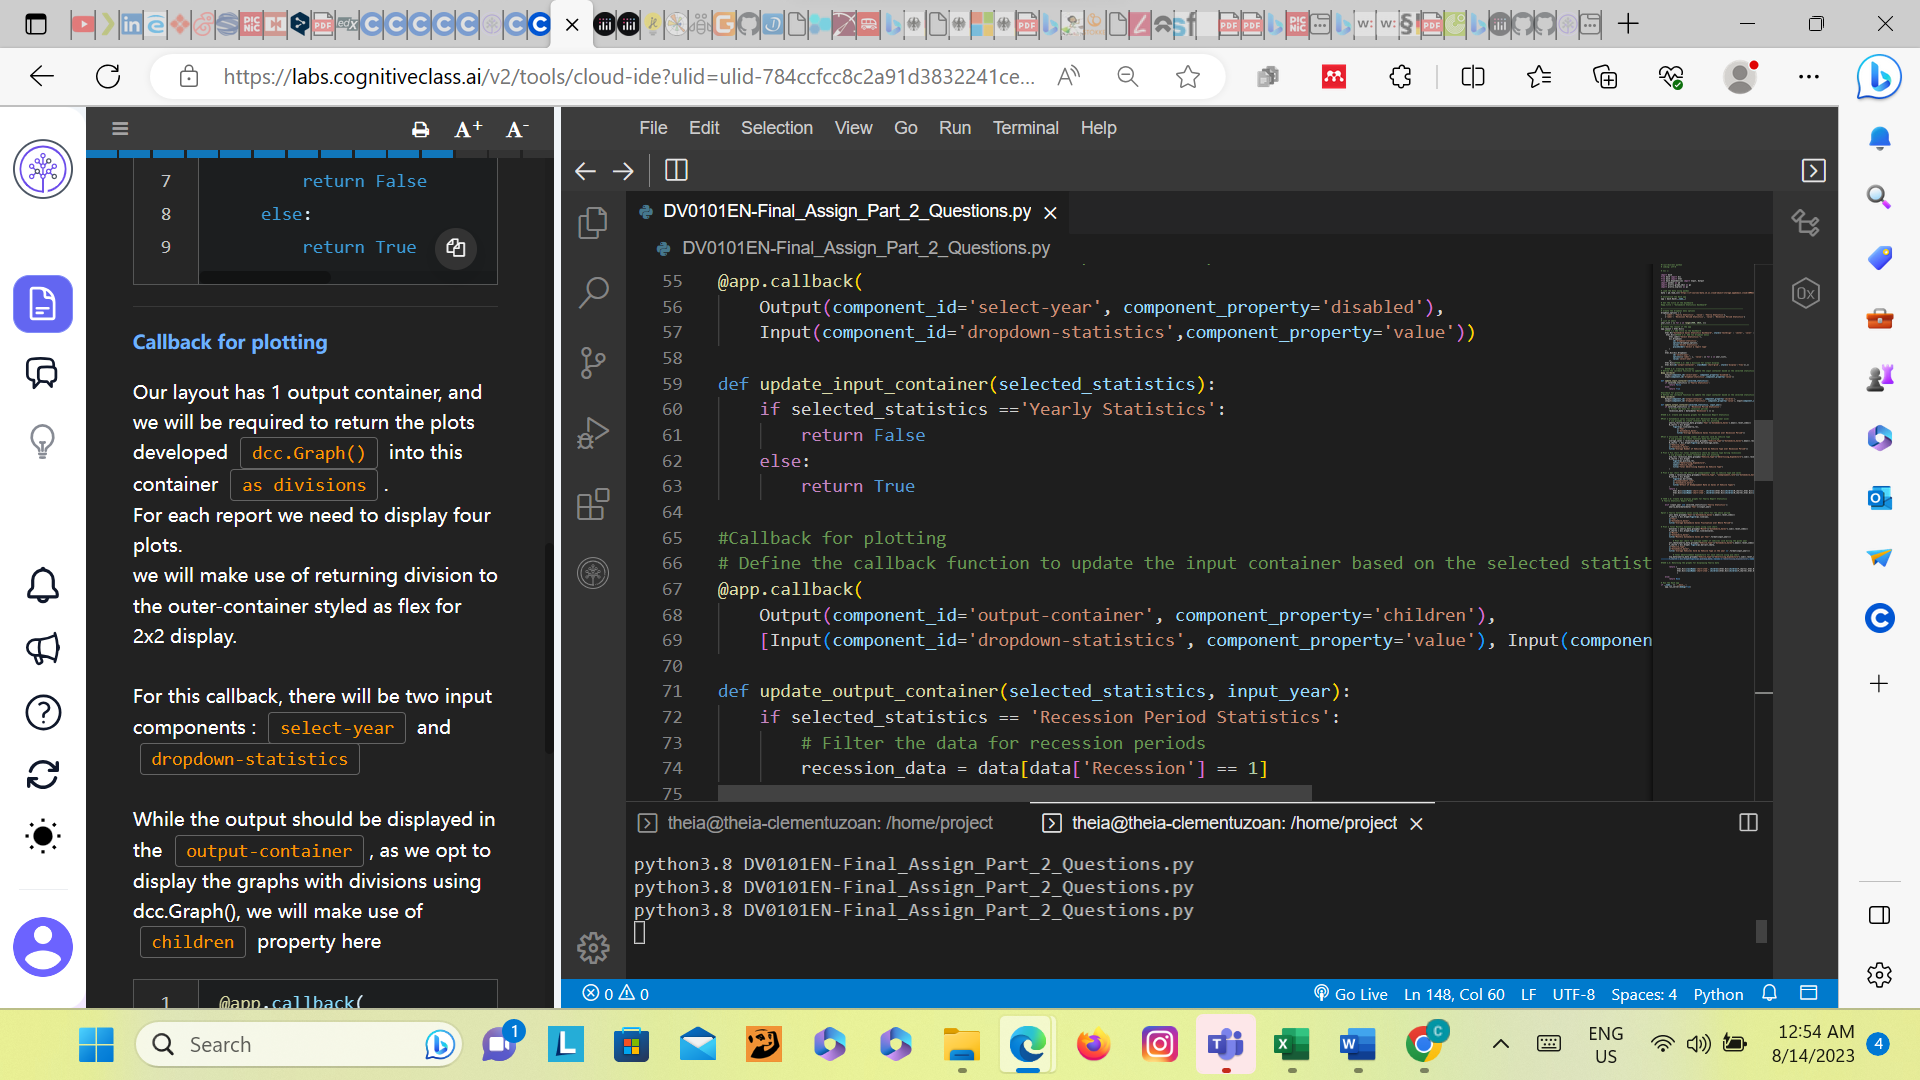 https://labs.cognitiveclass.ai/v2/tools/cloud-ide?ulid=ulid-784ccfcc8c2a91d3832241ce...
A+ A-
7 return False
8 else:
9 return True
Callback for plotting
Our layout has 1 output container, and
we will be required to return the plots
developed dcc.Graph() into this
container as divisions .
For each report we need to display four
plots.
we will make use of returning division to
the outer-container styled as flex for
2x2 display.
For this callback, there will be two input
components : select-year and
dropdown-statistics
While the output should be displayed in
the output-container , as we opt to
display the graphs with divisions using
dcc.Graph(), we will make use of
children property here
1 @app.callback(
File Edit Selection View Go Run Terminal Help
DV0101EN-Final_Assign_Part_2_Questions.py
DV0101EN-Final_Assign_Part_2_Questions.py
55 @app.callback(
56 Output(component_id='select-year', component_property='disabled'),
57 Input(component_id='dropdown-statistics',component_property='value'))
58
59 def update_input_container(selected_statistics):
60 if selected_statistics =='Yearly Statistics':
61 return False
62 else:
63 return True
64
65 #Callback for plotting
66 # Define the callback function to update the input container based on the selected statist
67 @app.callback(
68 Output(component_id='output-container', component_property='children'),
69 [Input(component_id='dropdown-statistics', component_property='value'), Input(componen
70
71 def update_output_container(selected_statistics, input_year):
72 if selected_statistics == 'Recession Period Statistics':
73 # Filter the data for recession periods
74 recession_data = data[data['Recession'] == 1]
75
theia@theia-clementuzoan: /home/project theia@theia-clementuzoan: /home/project
python3.8 DV0101EN-Final_Assign_Part_2_Questions.py
python3.8 DV0101EN-Final_Assign_Part_2_Questions.py
python3.8 DV0101EN-Final_Assign_Part_2_Questions.py
0 0 Go Live Ln 148, Col 60 LF UTF-8 Spaces: 4 Python
Search
1
ENG
US
12:54 AM
8/14/2023
4